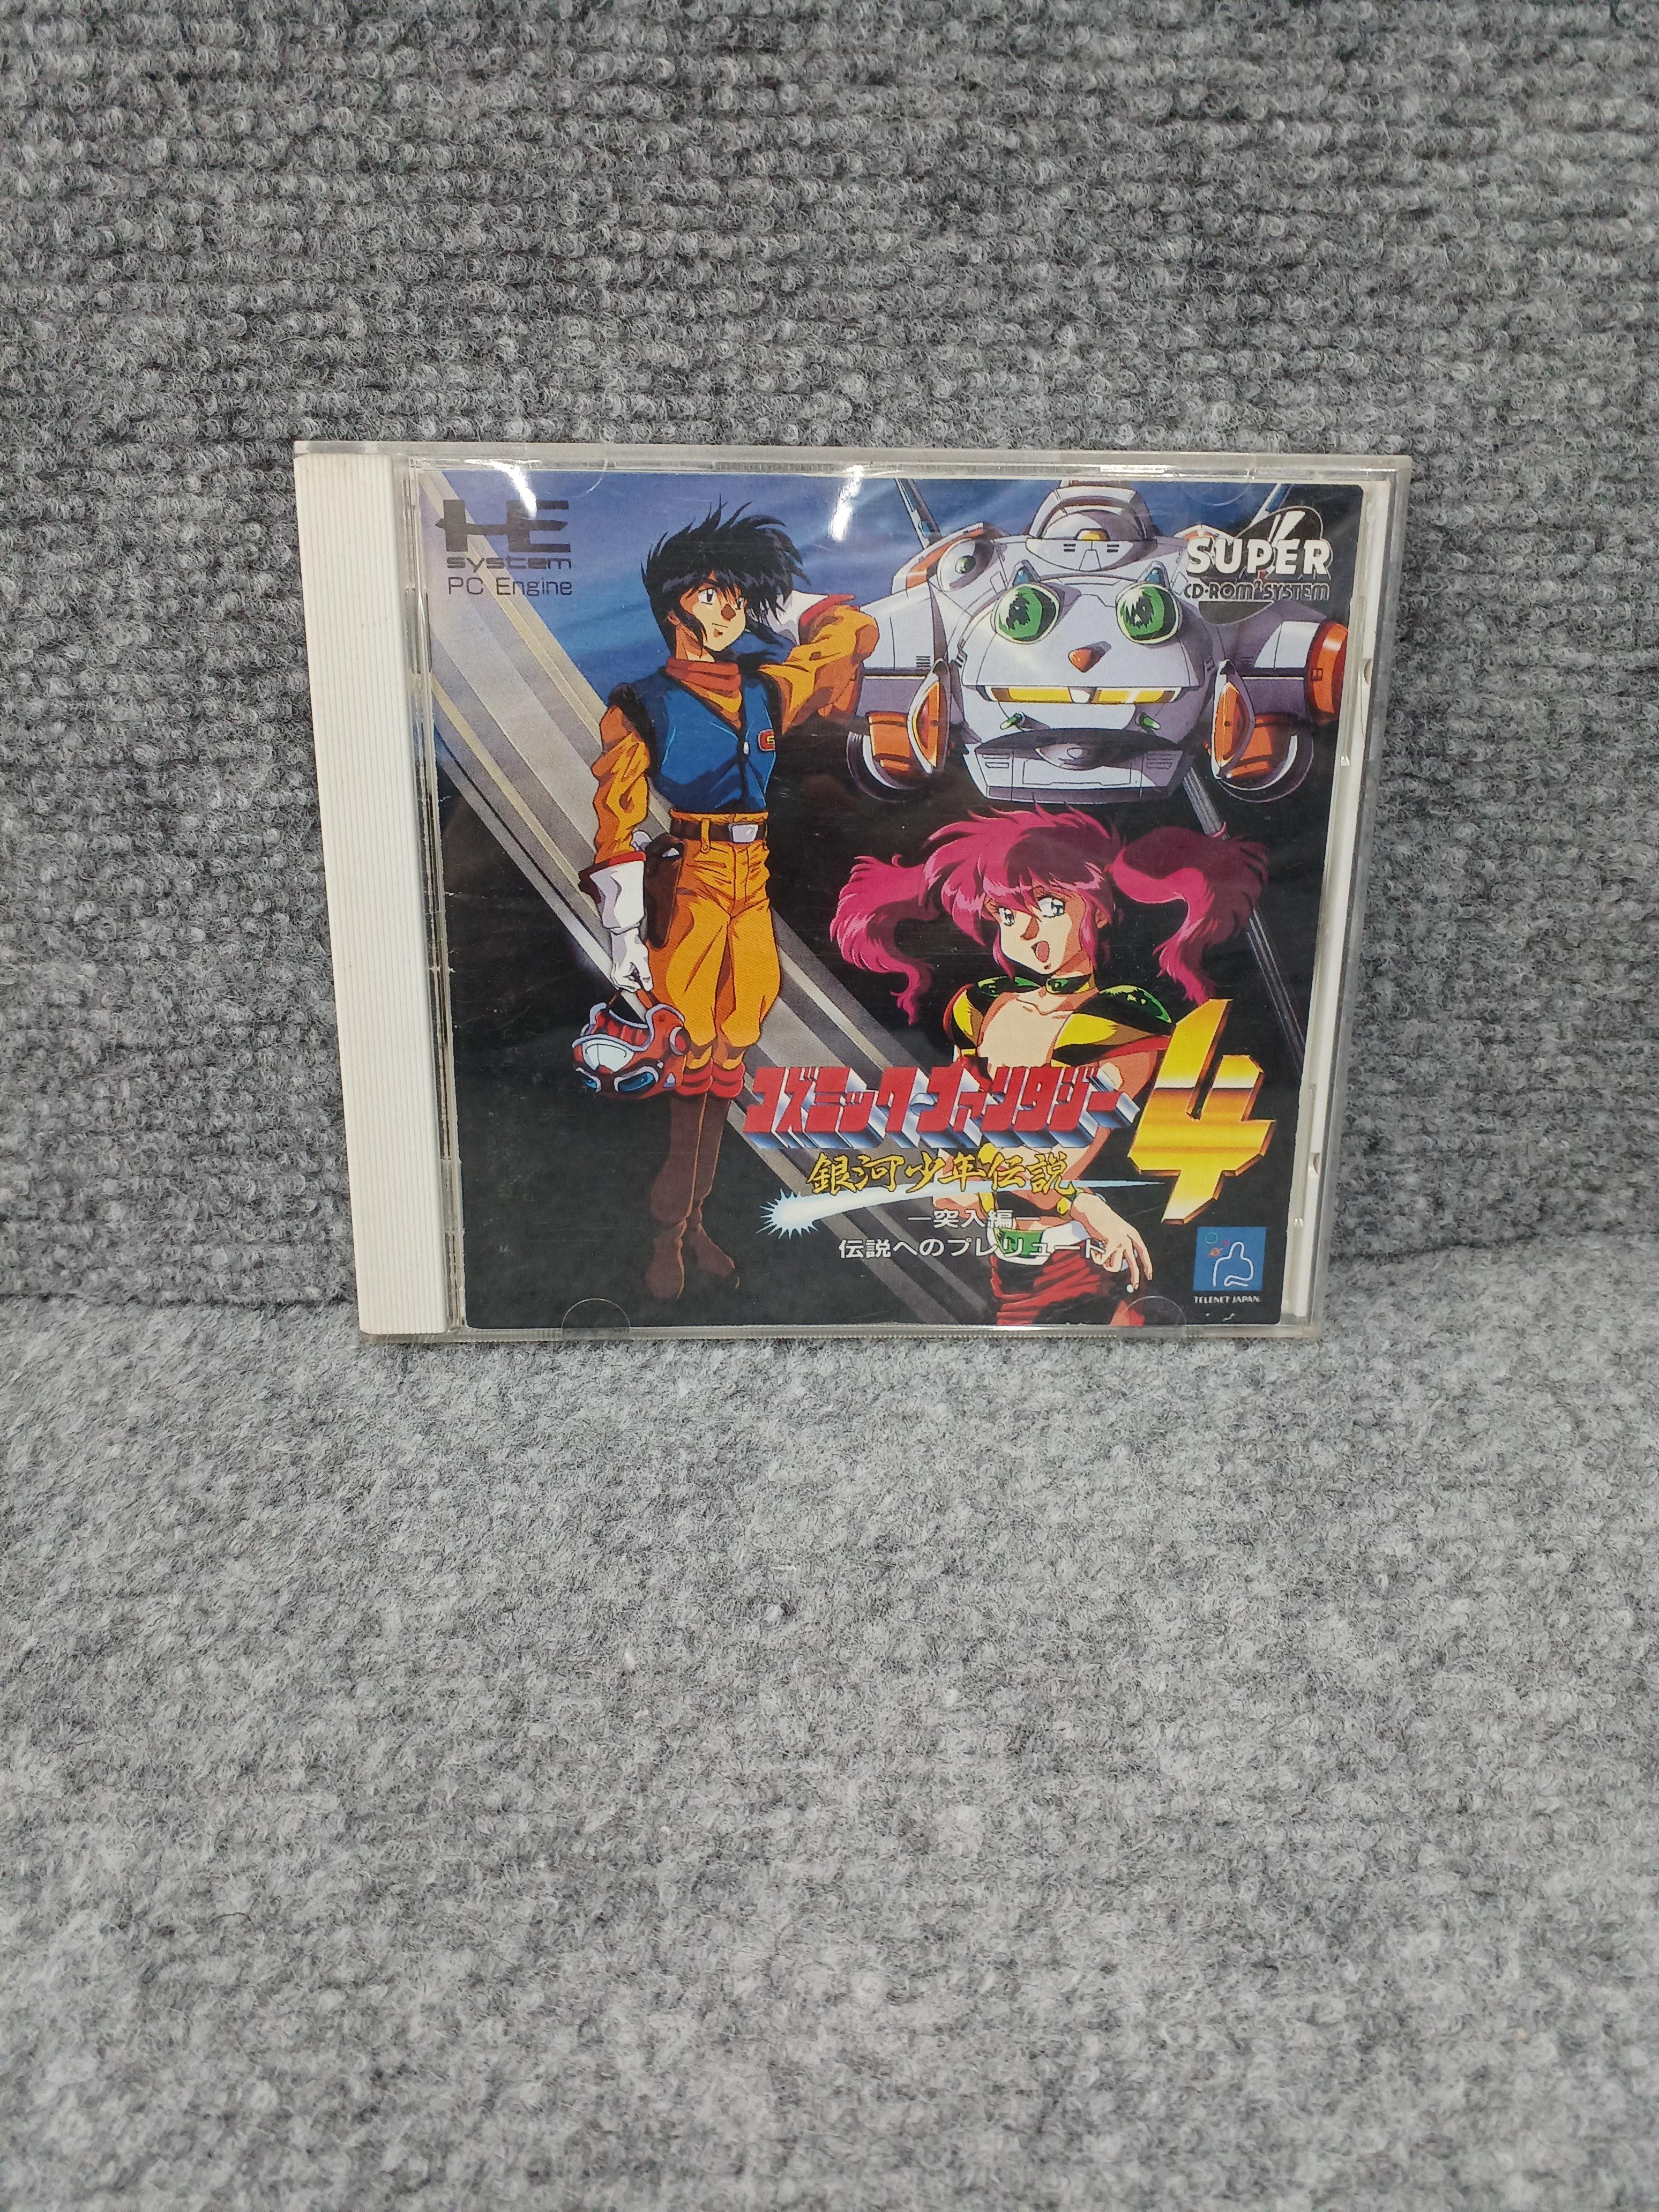 HE
system
PC Engine
SUPER
CD-ROM² SYSTEM
コズミック・ファンタジー4
銀河少年伝説
―突入編
伝説へのプレリュード
TELENET JAPAN